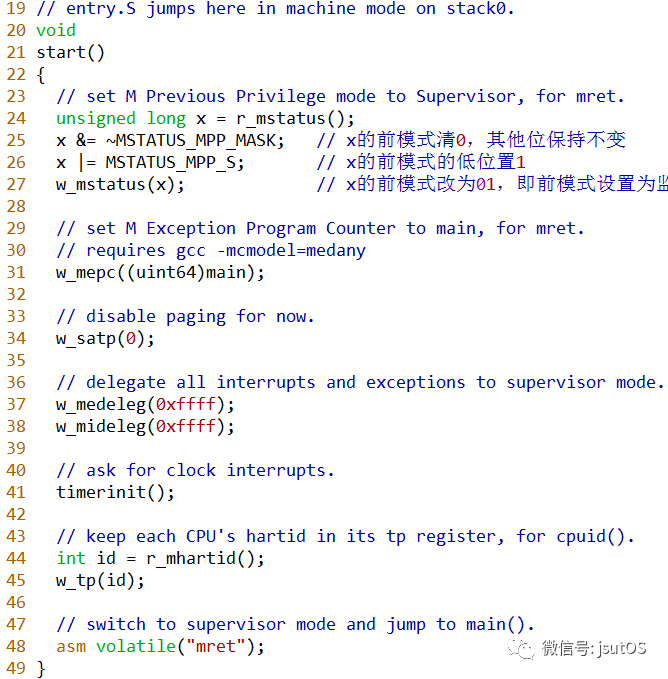 19 // entry.S jumps here in machine mode on stack0.
20 void
21 start()
22 {
23   // set M Previous Privilege mode to Supervisor, for mret.
24   unsigned long x = r_mstatus();
25   x &= ~MSTATUS_MPP_MASK;   // x的前模式清0，其他位保持不变
26   x |= MSTATUS_MPP_S;       // x的前模式的低位置1
27   w_mstatus(x);             // x的前模式改为01，即前模式设置为监
28
29   // set M Exception Program Counter to main, for mret.
30   // requires gcc -mcmodel=medany
31   w_mepc((uint64)main);
32
33   // disable paging for now.
34   w_satp(0);
35
36   // delegate all interrupts and exceptions to supervisor mode.
37   w_medeleg(0xffff);
38   w_mideleg(0xffff);
39
40   // ask for clock interrupts.
41   timerinit();
42
43   // keep each CPU's hartid in its tp register, for cpuid().
44   int id = r_mhartid();
45   w_tp(id);
46
47   // switch to supervisor mode and jump to main().
48   asm volatile("mret");
49 }
微信号: jsutOS